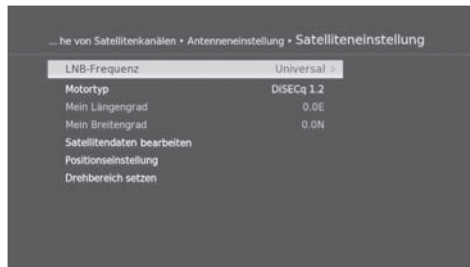 ... he von Satellitenkanälen • Antenneneinstellung • Satelliteneinstellung
LNB-Frequenz Universal >
Motortyp DISECq 1.2
Mein Längengrad 0.0E
Mein Breitengrad 0.0N
Satellitendaten bearbeiten
Positionseinstellung
Drehbereich setzen